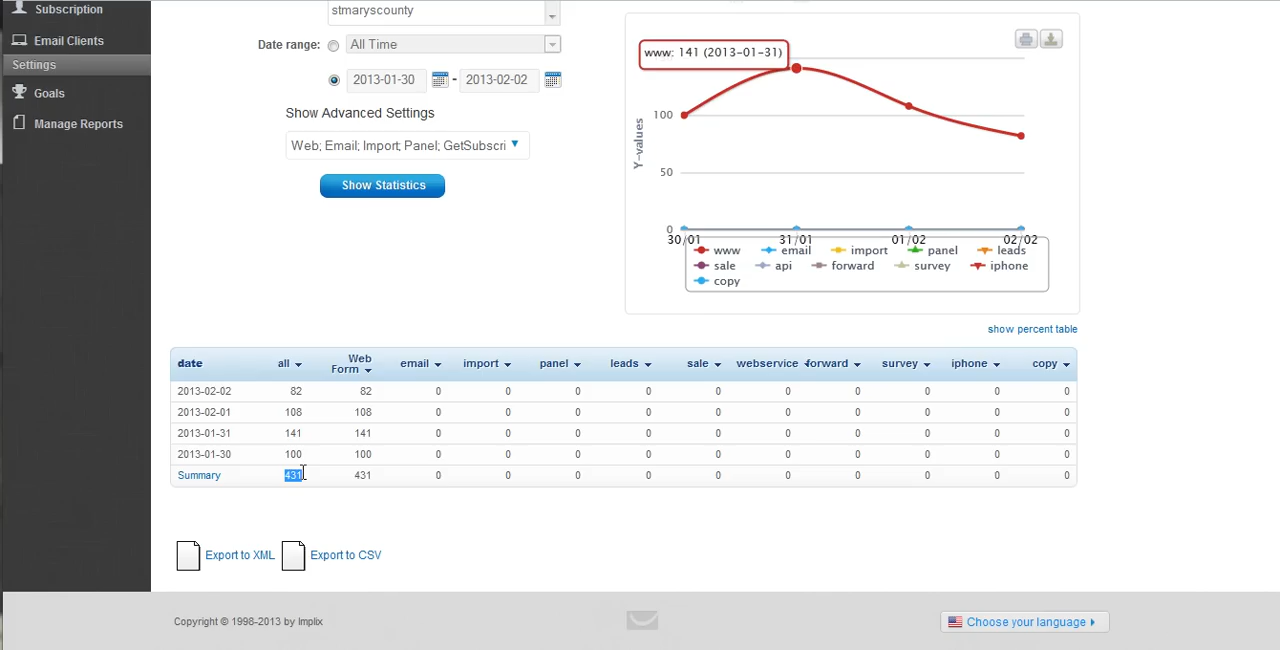 Subscription
Email Clients
Settings
Goals
Manage Reports
stmaryscounty
Date range: All Time
2013-01-30 - 2013-02-02
Show Advanced Settings
Web; Email; Import; Panel; GetSubscri
Show Statistics
www: 141 (2013-01-31)
Y-values
100
50
0
30/01 31/01 01/02 02/02
www email import panel leads
sale api forward survey iphone
copy
show percent table
date all Web Form email import panel leads sale webservice forward survey iphone copy
2013-02-02 82 82 0 0 0 0 0 0 0 0 0 0
2013-02-01 108 108 0 0 0 0 0 0 0 0 0 0
2013-01-31 141 141 0 0 0 0 0 0 0 0 0 0
2013-01-30 100 100 0 0 0 0 0 0 0 0 0 0
Summary 431 431 0 0 0 0 0 0 0 0 0 0
Export to XML Export to CSV
Copyright © 1998-2013 by Implix
Choose your language